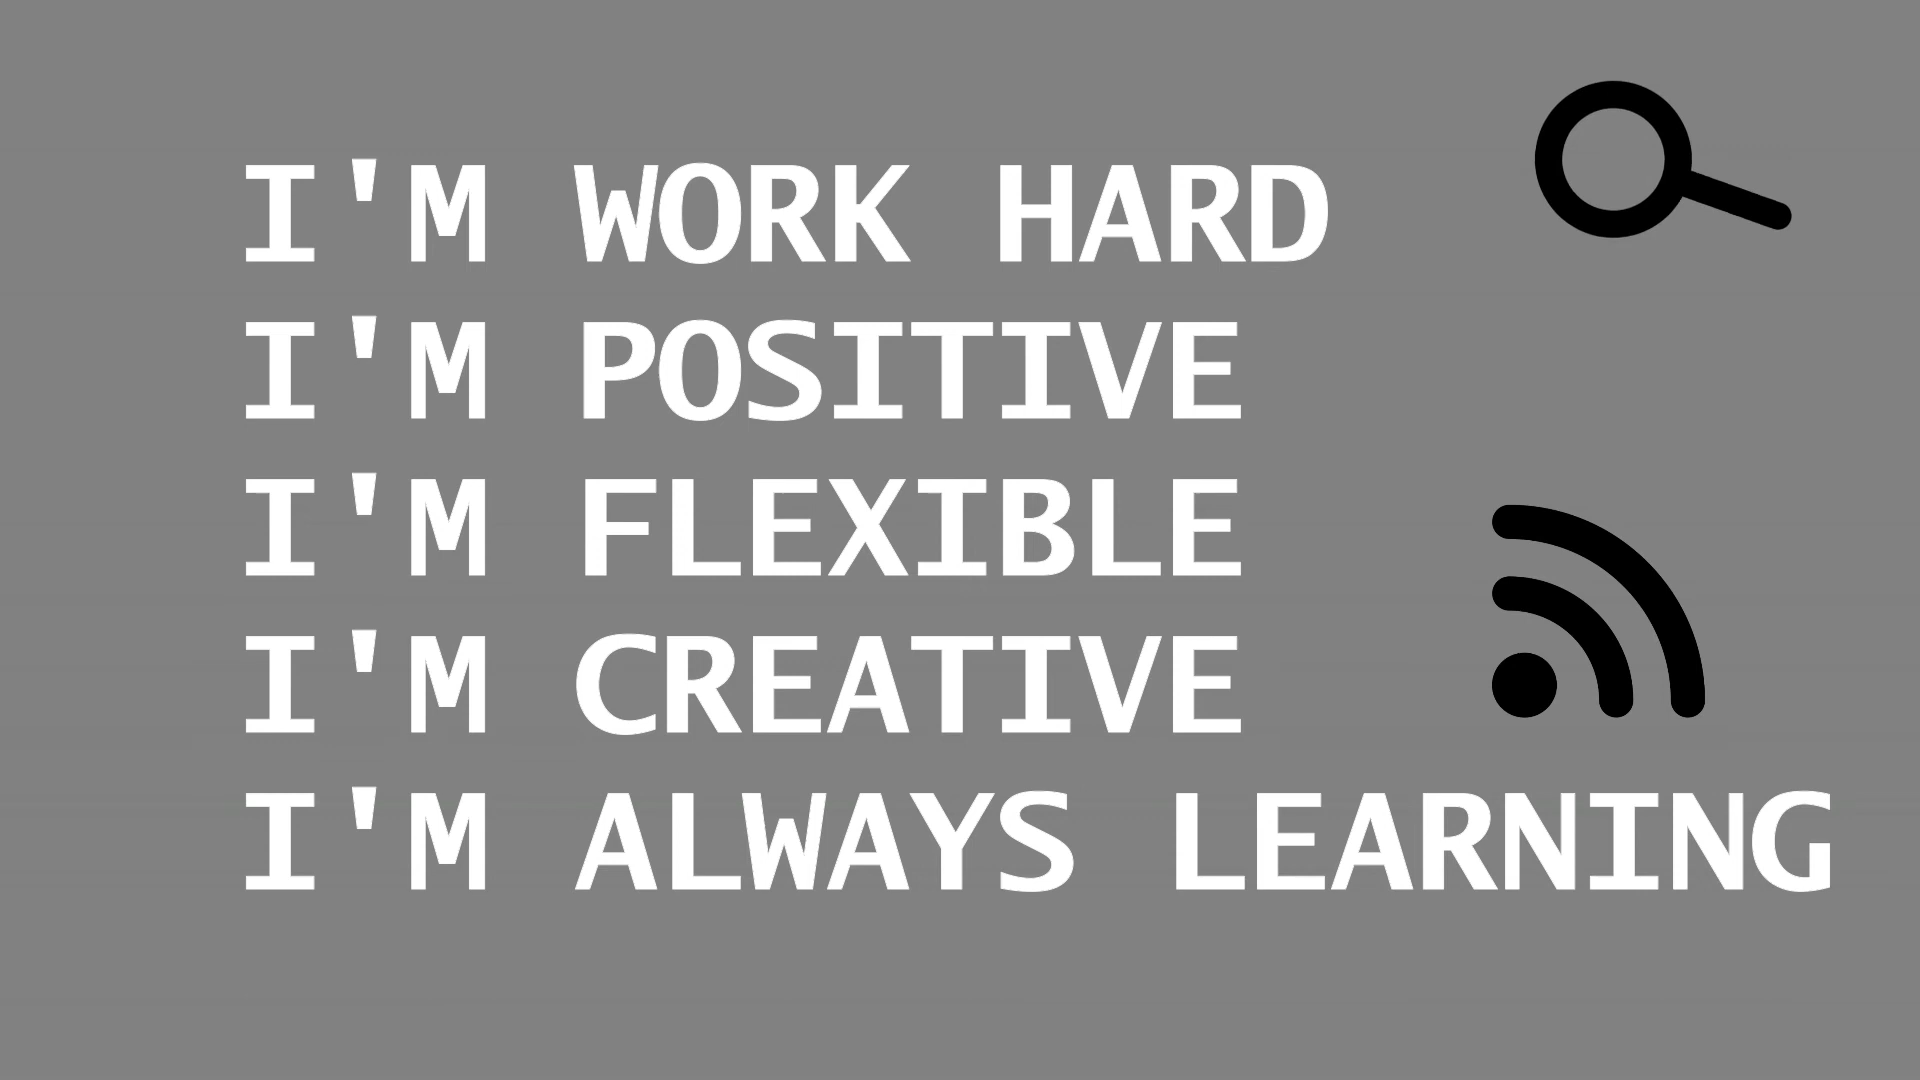 I'M WORK HARD
I'M POSITIVE
I'M FLEXIBLE
I'M CREATIVE
I'M ALWAYS LEARNING